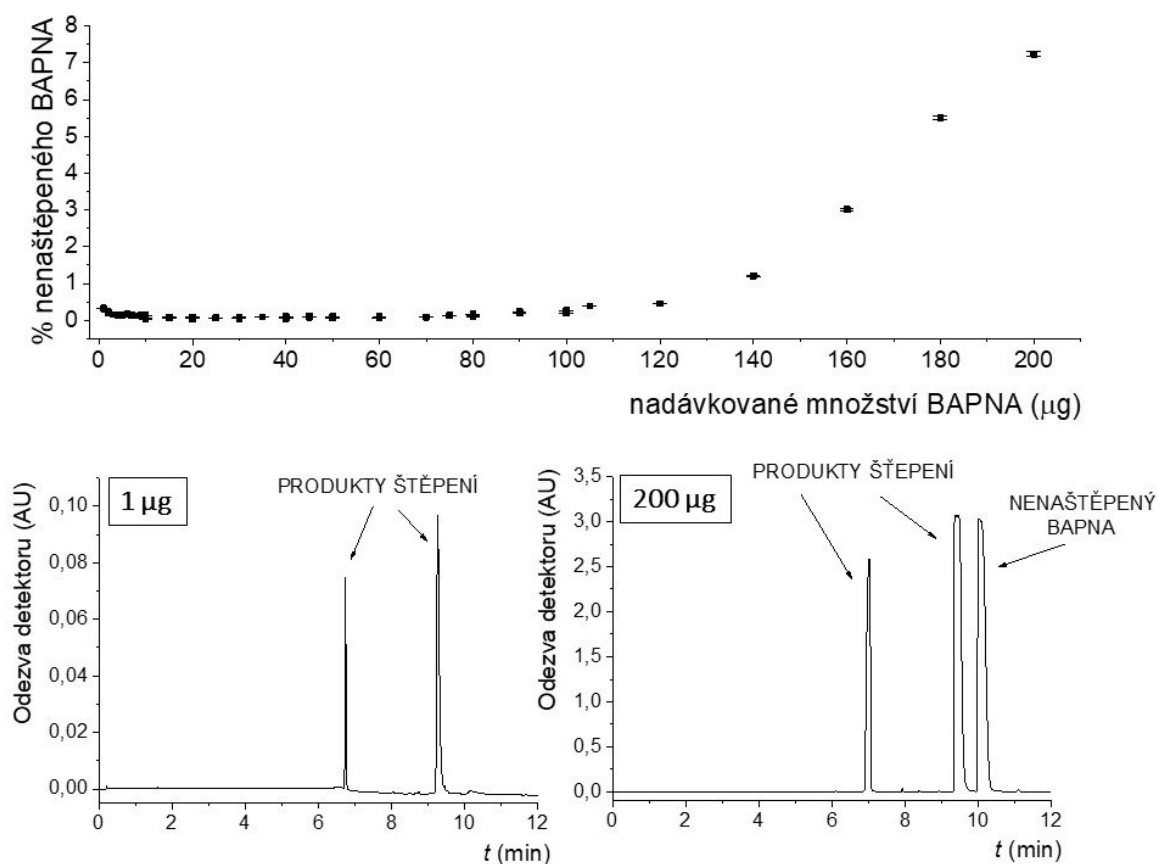 % nenaštěpeného BAPNA
8
7
6
5
4
3
2
1
0
0 20 40 60 80 100 120 140 160 180 200
nadávkované množství BAPNA (µg)
1 µg
PRODUKTY ŠTĚPENÍ
Odezva detektoru (AU)
0,10
0,08
0,06
0,04
0,02
0,00
0 2 4 6 8 10 12
t (min)
200 µg
PRODUKTY ŠŤEPENÍ
NENAŠTĚPENÝ
BAPNA
Odezva detektoru (AU)
3,5
3,0
2,5
2,0
1,5
1,0
0,5
0,0
0 2 4 6 8 10 12
t (min)